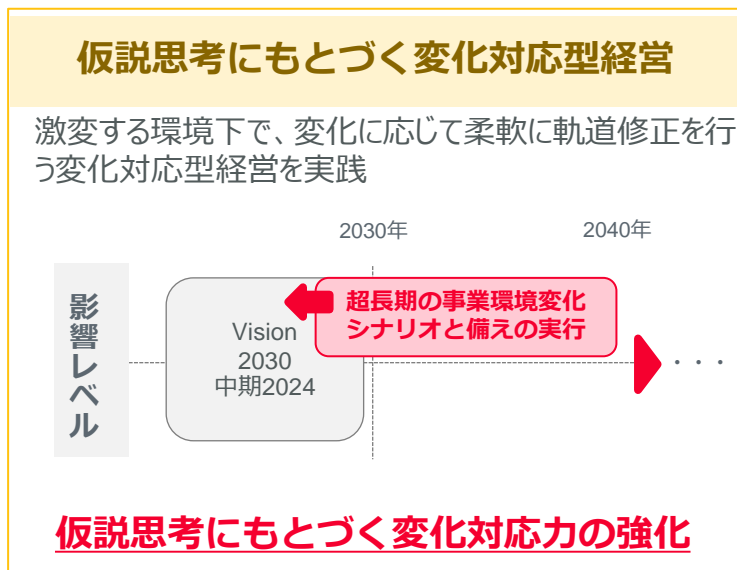 仮説思考にもとづく変化対応型経営
激変する環境下で、変化に応じて柔軟に軌道修正を行
う変化対応型経営を実践
2030年
2040年
影響レベル
Vision
2030
中期2024
超長期の事業環境変化
シナリオと備えの実行
・・・
仮説思考にもとづく変化対応力の強化